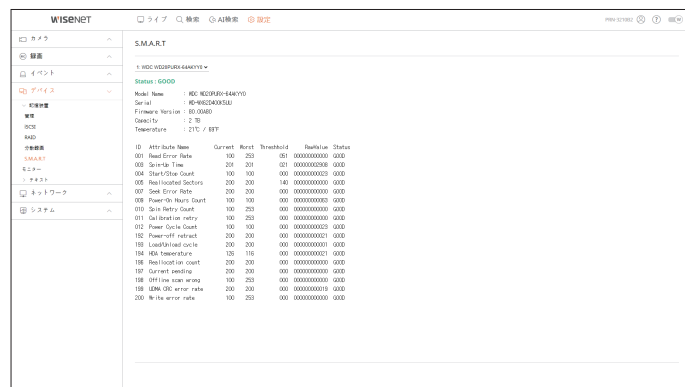 WISENET
ライブ 検索 AI検索 設定
PRN-3210B2
カメラ
録画
イベント
デバイス
管理
iSCSI
RAID
分散録画
S.M.A.R.T
モニター
テキスト
ネットワーク
システム
S.M.A.R.T
1: WDC WD20PURX-64AKYY0
Status : GOOD
Model Name : WDC WD20PURX-64AKYY0
Serial
Firmware Version : 80.00A80
Capacity : 2 TB
Temperature : 21℃ / 69℉
ID Attribute Name Current Worst Threshhold RawValue Status
001 Read Error Rate 100 253 051 000000000000 GOOD
003 Spin-Up Time 201 201 021 000000002908 GOOD
004 Start/Stop Count 100 100 000 000000000023 GOOD
005 Reallocated Sectors 200 200 140 000000000000 GOOD
007 Seek Error Rate 200 200 000 000000000000 GOOD
009 Power-On Hours Count 100 100 000 000000000063 GOOD
010 Spin Retry Count 100 253 000 000000000000 GOOD
011 Calibration retry 100 253 000 000000000000 GOOD
012 Power Cycle Count 100 100 000 000000000023 GOOD
192 Power-off retract 200 200 000 000000000021 GOOD
193 Load/Unload cycle 200 200 000 000000000001 GOOD
194 HDA temperature 126 116 000 000000000021 GOOD
196 Reallocation count 200 200 000 000000000000 GOOD
197 Current pending 200 200 000 000000000000 GOOD
198 Offline scan wrong 100 253 000 000000000000 GOOD
199 UDMA CRC error rate 200 200 000 000000000019 GOOD
200 Write error rate 100 253 000 000000000000 GOOD